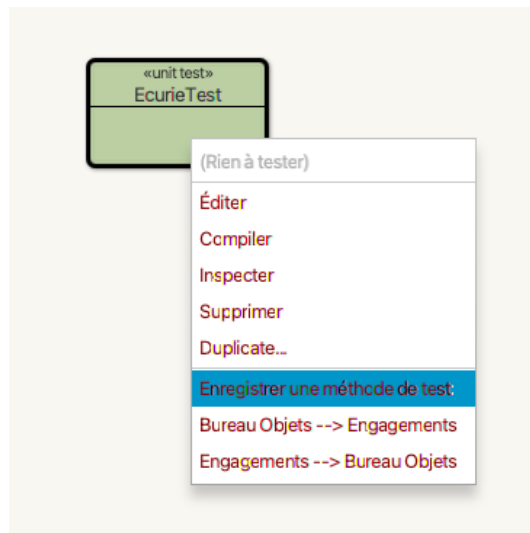 «unit test»
EcurieTest
(Rien à tester)
Éditer
Compiler
Inspecter
Supprimer
Duplicate...
Enregistrer une méthode de test:
Bureau Objets --> Engagements
Engagements --> Bureau Objets